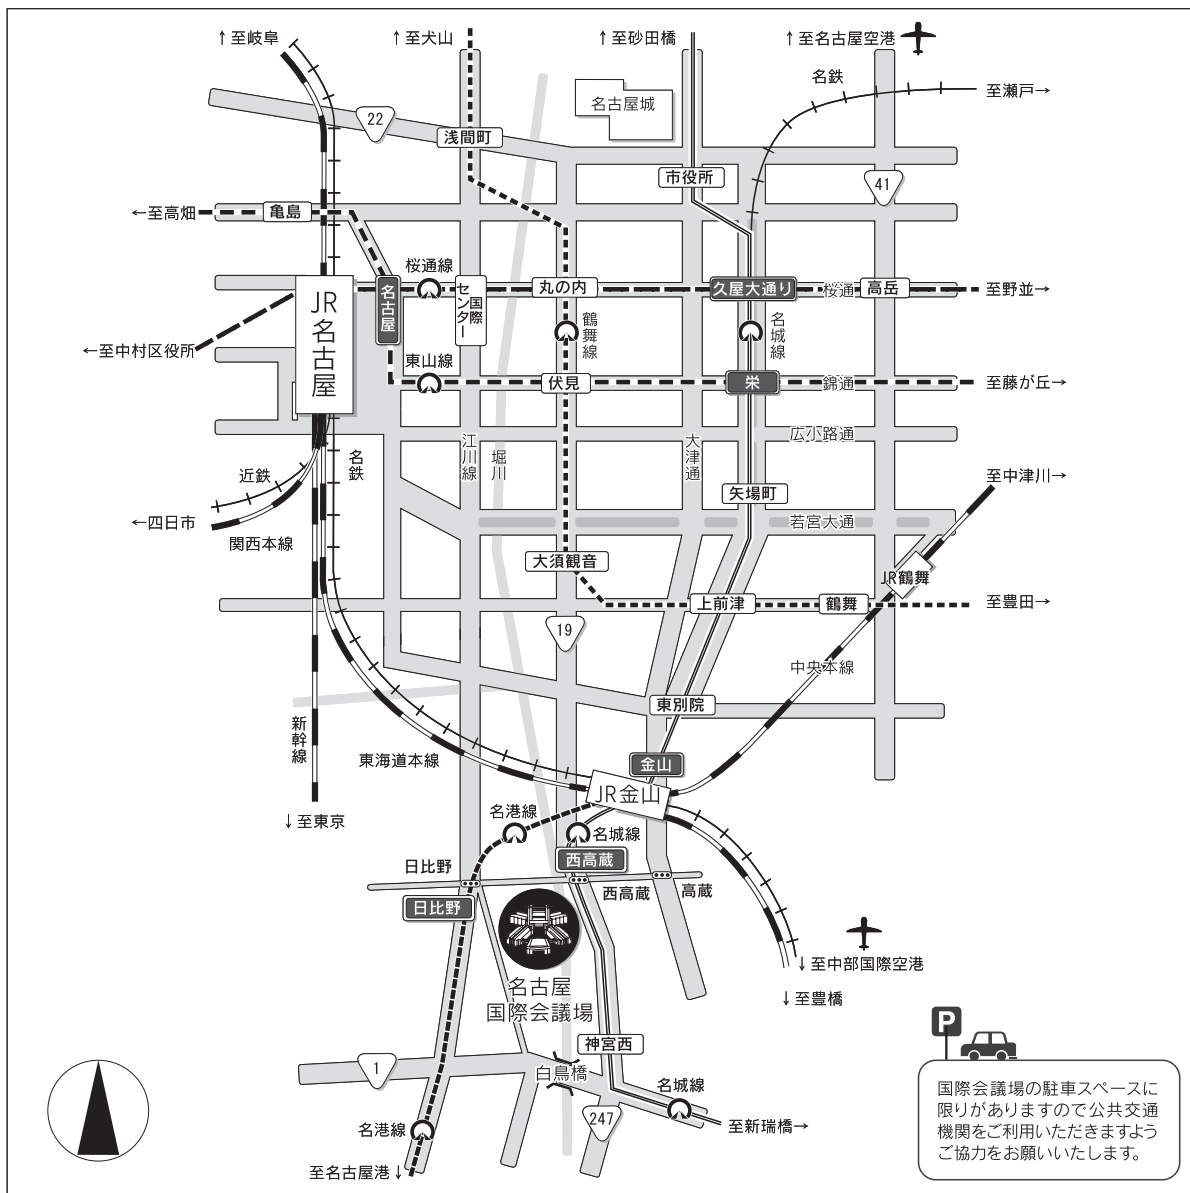 ↑至岐阜
↑至犬山
↑至砂田橋
↑至名古屋空港
名鉄
至瀬戸→
名古屋城
22
浅間町
市役所
41
←至高畑
亀島
桜通線
JR名古屋
名古屋
国際センター
丸の内
久屋大通り
桜通
高岳
至野並→
鶴舞線
名城線
←至中村区役所
東山線
伏見
栄
錦通
至藤が丘→
広小路通
江川線
堀川
大津通
近鉄
名鉄
至中津川→
矢場町
←四日市
関西本線
若宮大通
大須観音
JR鶴舞
上前津
鶴舞
至豊田→
19
中央本線
東別院
新幹線
東海道本線
金山
JR金山
↓至東京
名港線
名城線
日比野
西高蔵
西高蔵
高蔵
日比野
名古屋
国際会議場
↓至中部国際空港
↓至豊橋
P
神宮西
1
白鳥橋
名城線
247
至新瑞橋→
名港線
至名古屋港↓
国際会議場の駐車スペースに
限りがありますので公共交通
機関をご利用いただきますよう
ご協力をお願いいたします。